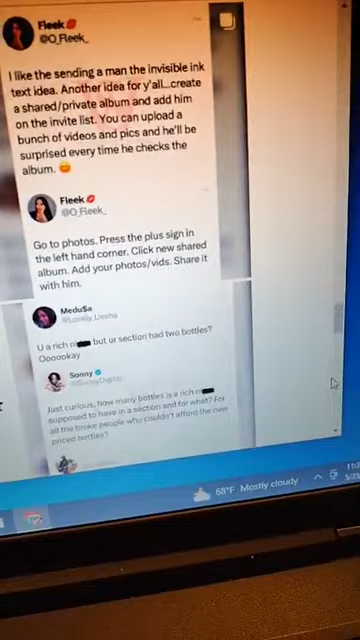 Fleek💋
@O_Fleek_
I like the sending a man the invisible ink
text idea. Another idea for y'all...create
a shared/private album and add him
on the invite list. You can upload a
bunch of videos and pics and he'll be
surprised every time he checks the
album. 😊
Fleek💋
@O_Fleek_
Go to photos. Press the plus sign in
the left hand corner. Click new shared
album. Add your photos/vids. Share it
with him.
Medu$a
@Lovely_Liesha
U a rich n but ur section had two bottles?
Ooookay
Sonny
Just curious, how many bottles is a rich n
supposed to have in a section and for what? For
all the broke people who couldn't afford the over
priced bottles?
68°F Mostly cloudy